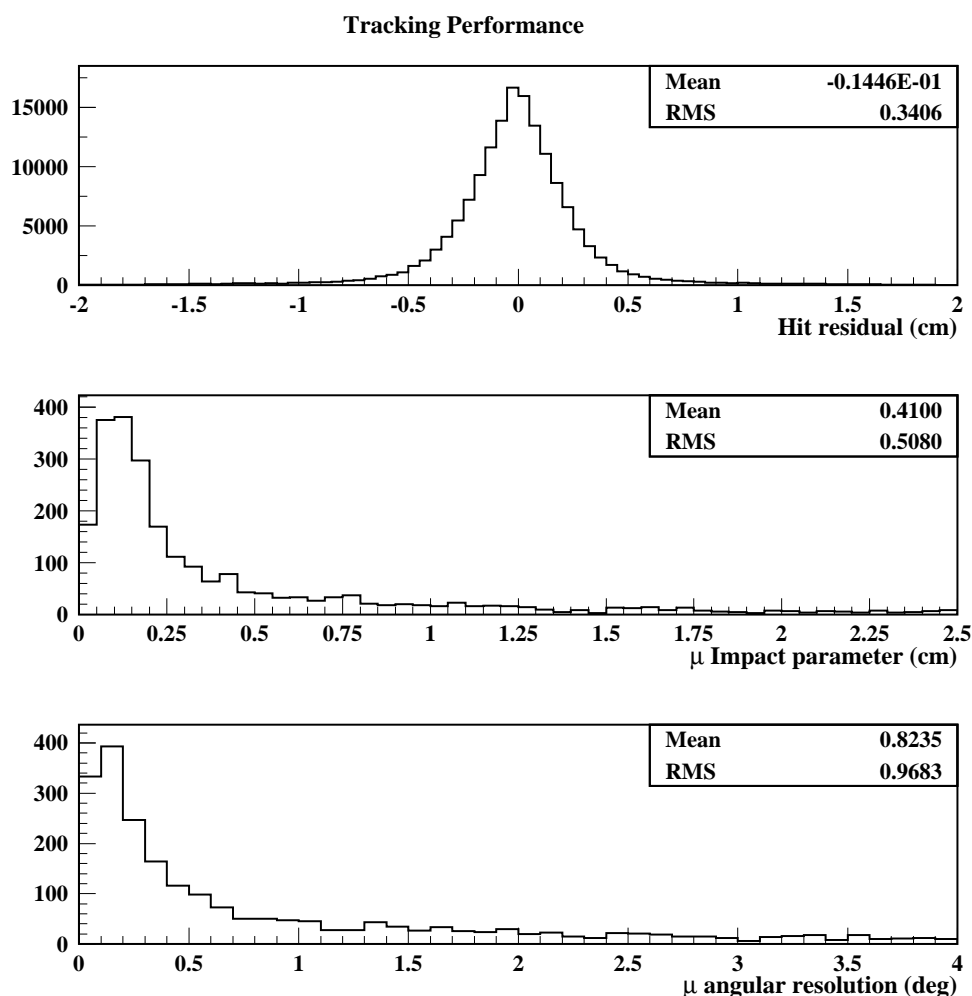 Tracking Performance
Mean -0.1446E-01
RMS 0.3406
15000
10000
5000
0
-2 -1.5 -1 -0.5 0 0.5 1 1.5 2
Hit residual (cm)
Mean 0.4100
RMS 0.5080
400
300
200
100
0
0 0.25 0.5 0.75 1 1.25 1.5 1.75 2 2.25 2.5
μ Impact parameter (cm)
Mean 0.8235
RMS 0.9683
400
300
200
100
0
0 0.5 1 1.5 2 2.5 3 3.5 4
μ angular resolution (deg)